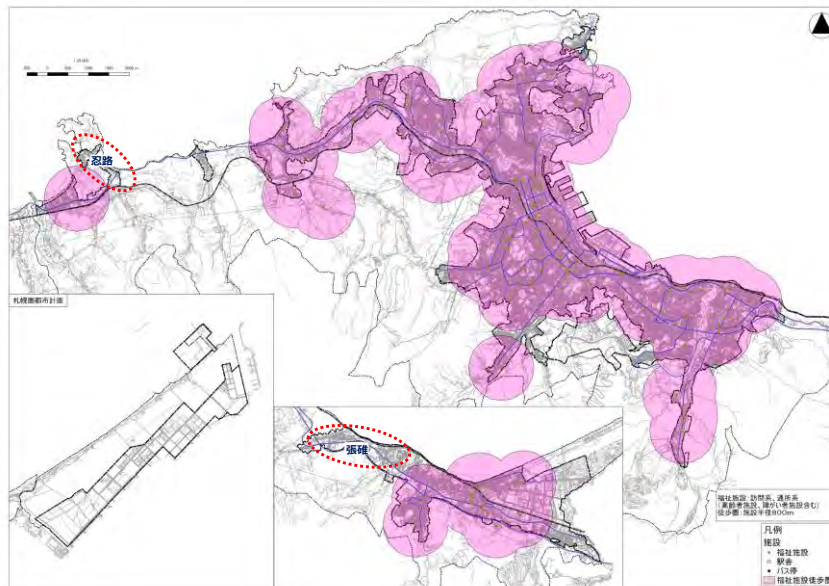 忍路
札幌圏都市計画
張碓
福祉施設：訪問系、通所系
（高齢者施設、障がい者施設含む）
徒歩圏：施設半径800m
凡例
施設
福祉施設
駅舎
バス停
福祉施設徒歩圏